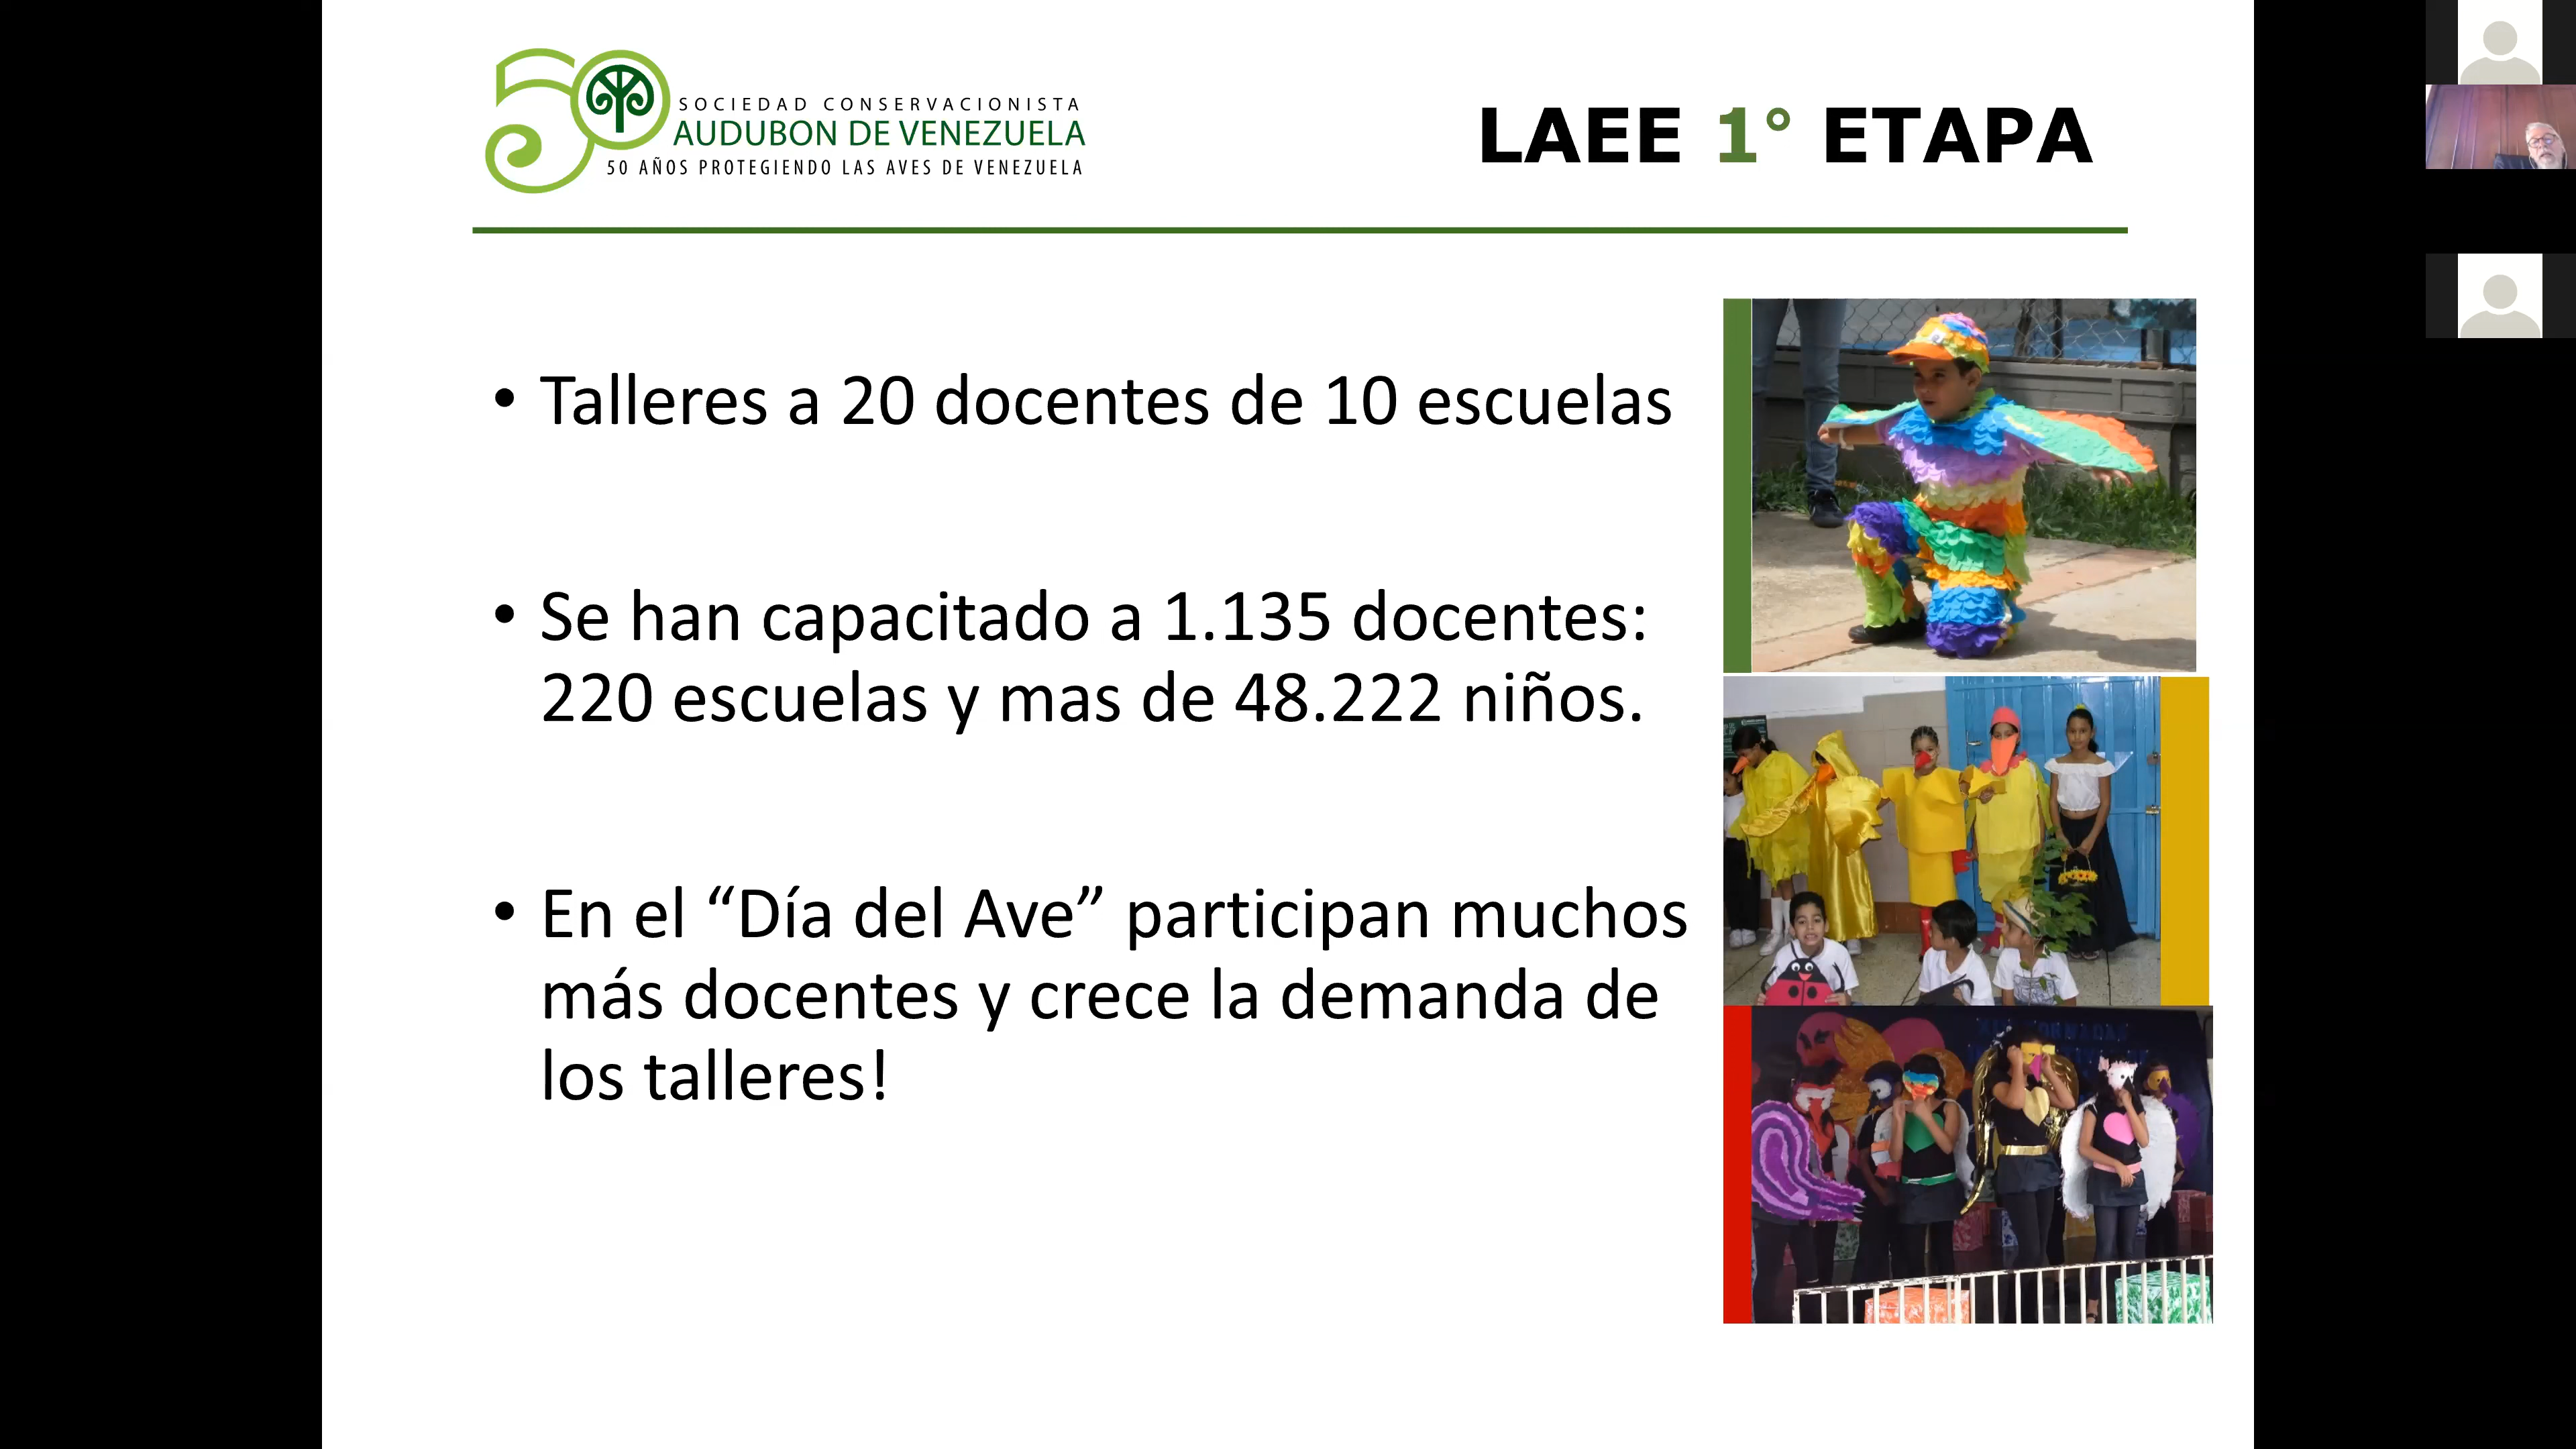 SOCIEDAD CONSERVACIONISTA
AUDUBON DE VENEZUELA
50 AÑOS PROTEGIENDO LAS AVES DE VENEZUELA
LAEE 1° ETAPA
• Talleres a 20 docentes de 10 escuelas
• Se han capacitado a 1.135 docentes:
220 escuelas y mas de 48.222 niños.
• En el “Día del Ave” participan muchos
más docentes y crece la demanda de
los talleres!